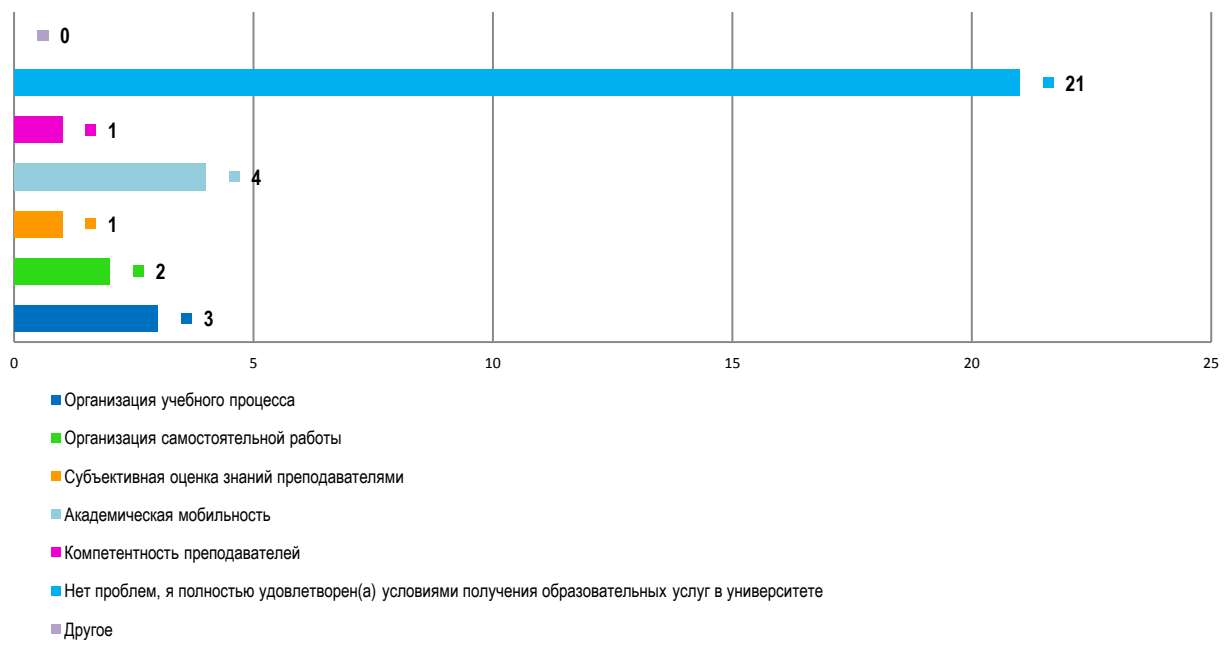 0
21
1
4
1
2
3
0 5 10 15 20 25
Организация учебного процесса
Организация самостоятельной работы
Субъективная оценка знаний преподавателями
Академическая мобильность
Компетентность преподавателей
Нет проблем, я полностью удовлетворен(а) условиями получения образовательных услуг в университете
Другое